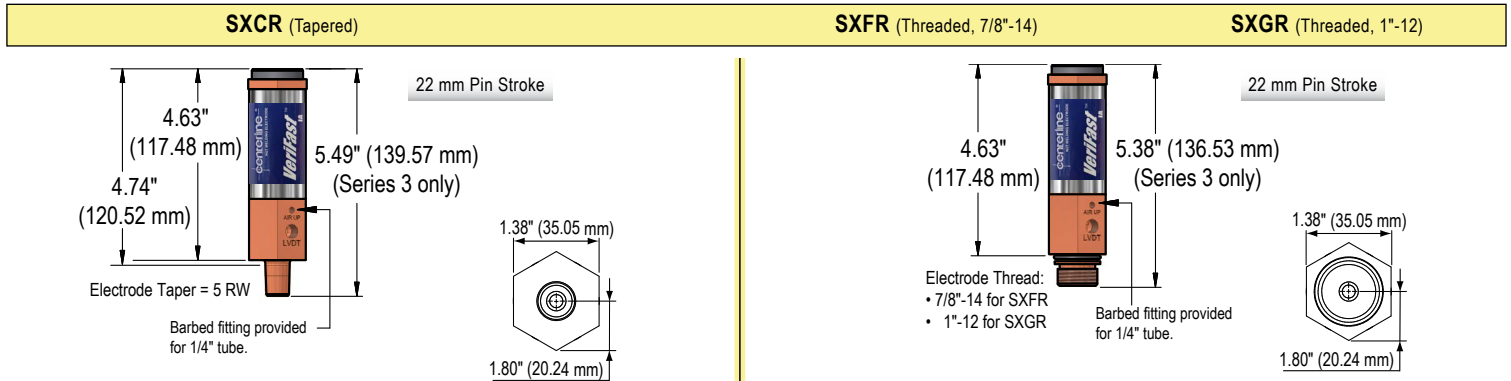 SXCR (Tapered)
SXFR (Threaded, 7/8"-14)
SXGR (Threaded, 1"-12)
22 mm Pin Stroke
4.63"
(117.48 mm)
4.74"
(120.52 mm)
5.49" (139.57 mm)
(Series 3 only)
centerline
VeriFast™
AIR UP
LVDT
Electrode Taper = 5 RW
Barbed fitting provided
for 1/4" tube.
1.38" (35.05 mm)
1.80" (20.24 mm)
22 mm Pin Stroke
4.63"
(117.48 mm)
5.38" (136.53 mm)
(Series 3 only)
centerline
VeriFast™
AIR UP
LVDT
Electrode Thread:
• 7/8"-14 for SXFR
• 1"-12 for SXGR
Barbed fitting provided
for 1/4" tube.
1.38" (35.05 mm)
1.80" (20.24 mm)